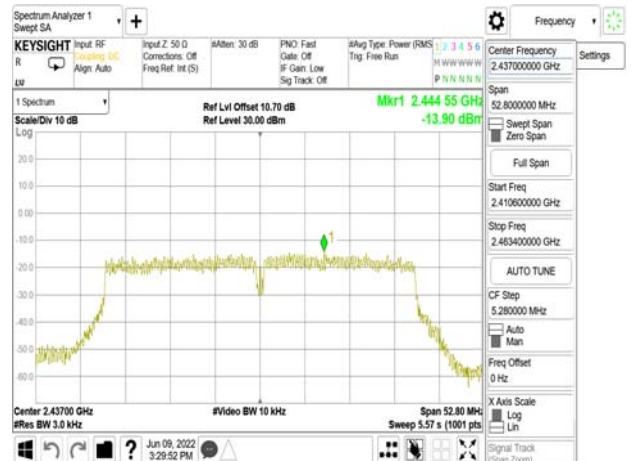 Spectrum Analyzer 1
Swept SA
+
Frequency
KEYSIGHT
R
Input: RF
Coupling: DC
Align: Auto
Input Z: 50 Ω
Corrections: Off
Freq Ref: Int (S)
#Atten: 30 dB
PNO: Fast
Gate: Off
IF Gain: Low
Sig Track: Off
#Avg Type: Power (RMS
Trig: Free Run
1 2 3 4 5 6
M W W W W W
P N N N N N
Center Frequency
2.437000000 GHz
Settings
Span
52.8000000 MHz
Swept Span
Zero Span
Full Span
Start Freq
2.410600000 GHz
Stop Freq
2.463400000 GHz
AUTO TUNE
CF Step
5.280000 MHz
Auto
Man
Freq Offset
0 Hz
X Axis Scale
Log
Lin
Signal Track
(Span Zoom)
1 Spectrum
Scale/Div 10 dB
Log
Ref Lvl Offset 10.70 dB
Ref Level 30.00 dBm
Mkr1 2.444 55 GHz
-13.90 dBm
20.0
10.0
0.00
-10.0
-20.0
-30.0
-40.0
-50.0
-60.0
1
Center 2.43700 GHz
#Res BW 3.0 kHz
#Video BW 10 kHz
Span 52.80 MHz
Sweep 5.57 s (1001 pts
?
Jun 09, 2022
3:29:52 PM